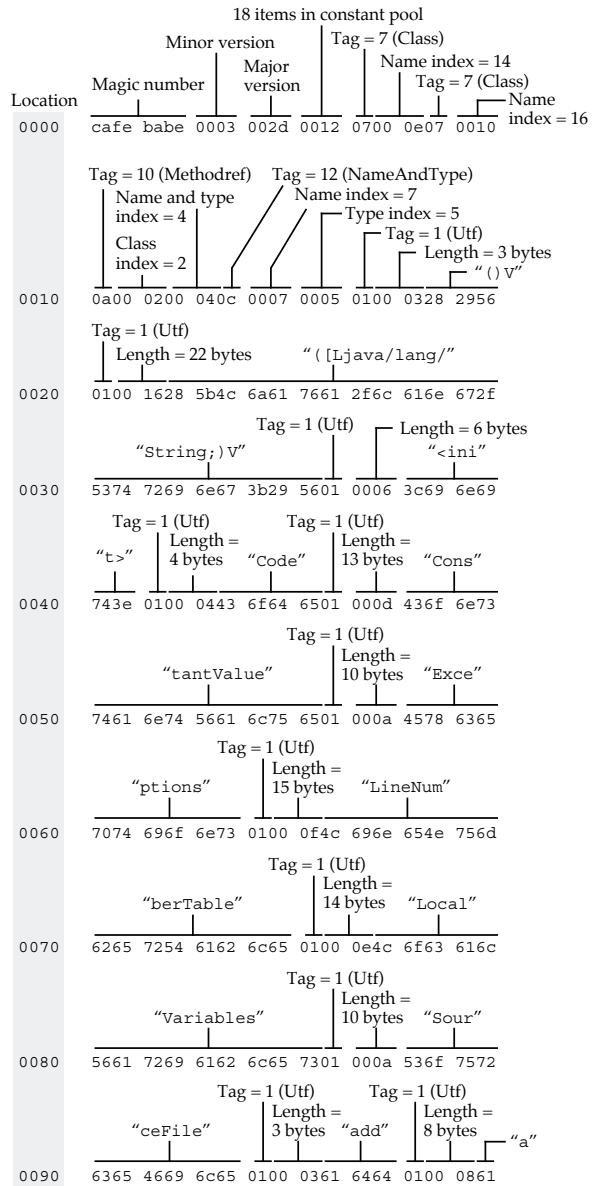 18 items in constant pool
Tag = 7 (Class)
Minor version
Name index = 14
Major
version
Tag = 7 (Class)
Magic number
Name
index = 16
Location
0000 cafe babe 0003 002d 0012 0700 0e07 0010
Tag = 10 (Methodref)
Tag = 12 (NameAndType)
Name and type
index = 4
Name index = 7
Type index = 5
Class
index = 2
Tag = 1 (Utf)
Length = 3 bytes
“()V”
0010 0a00 0200 040c 0007 0005 0100 0328 2956
Tag = 1 (Utf)
Length = 22 bytes
“([Ljava/lang/”
0020 0100 1628 5b4c 6a61 7661 2f6c 616e 672f
Tag = 1 (Utf)
Length = 6 bytes
“String;)V”
“<ini”
0030 5374 7269 6e67 3b29 5601 0006 3c69 6e69
Tag = 1 (Utf)
Tag = 1 (Utf)
“t>”
Length =
4 bytes
“Code”
Length =
13 bytes
“Cons”
0040 743e 0100 0443 6f64 6501 000d 436f 6e73
Tag = 1 (Utf)
“tantValue”
Length =
10 bytes
“Exce”
0050 7461 6e74 5661 6c75 6501 000a 4578 6365
Tag = 1 (Utf)
“ptions”
Length =
15 bytes
“LineNum”
0060 7074 696f 6e73 0100 0f4c 696e 654e 756d
Tag = 1 (Utf)
“berTable”
Length =
14 bytes
“Local”
0070 6265 7254 6162 6c65 0100 0e4c 6f63 616c
Tag = 1 (Utf)
“Variables”
Length =
10 bytes
“Sour”
0080 5661 7269 6162 6c65 7301 000a 536f 7572
Tag = 1 (Utf)
Tag = 1 (Utf)
“ceFile”
Length =
3 bytes
“add”
Length =
8 bytes
“a”
0090 6365 4669 6c65 0100 0361 6464 0100 0861